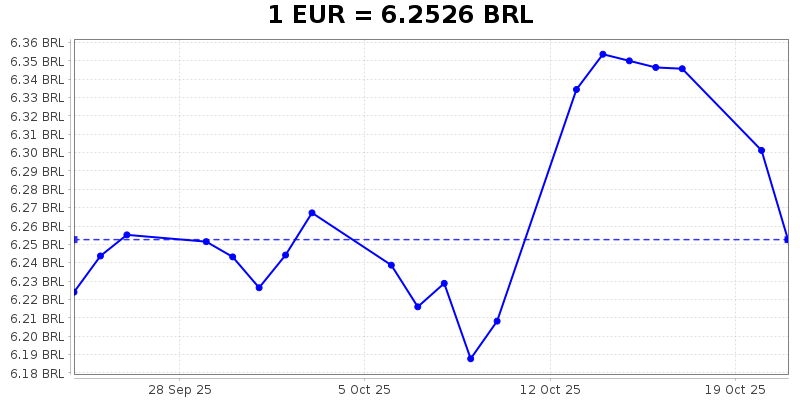 1 EUR = 6.2526 BRL
6.36 BRL
6.35 BRL
6.34 BRL
6.33 BRL
6.32 BRL
6.31 BRL
6.30 BRL
6.29 BRL
6.28 BRL
6.27 BRL
6.26 BRL
6.25 BRL
6.24 BRL
6.23 BRL
6.22 BRL
6.21 BRL
6.20 BRL
6.19 BRL
6.18 BRL
28 Sep 25 5 Oct 25 12 Oct 25 19 Oct 25